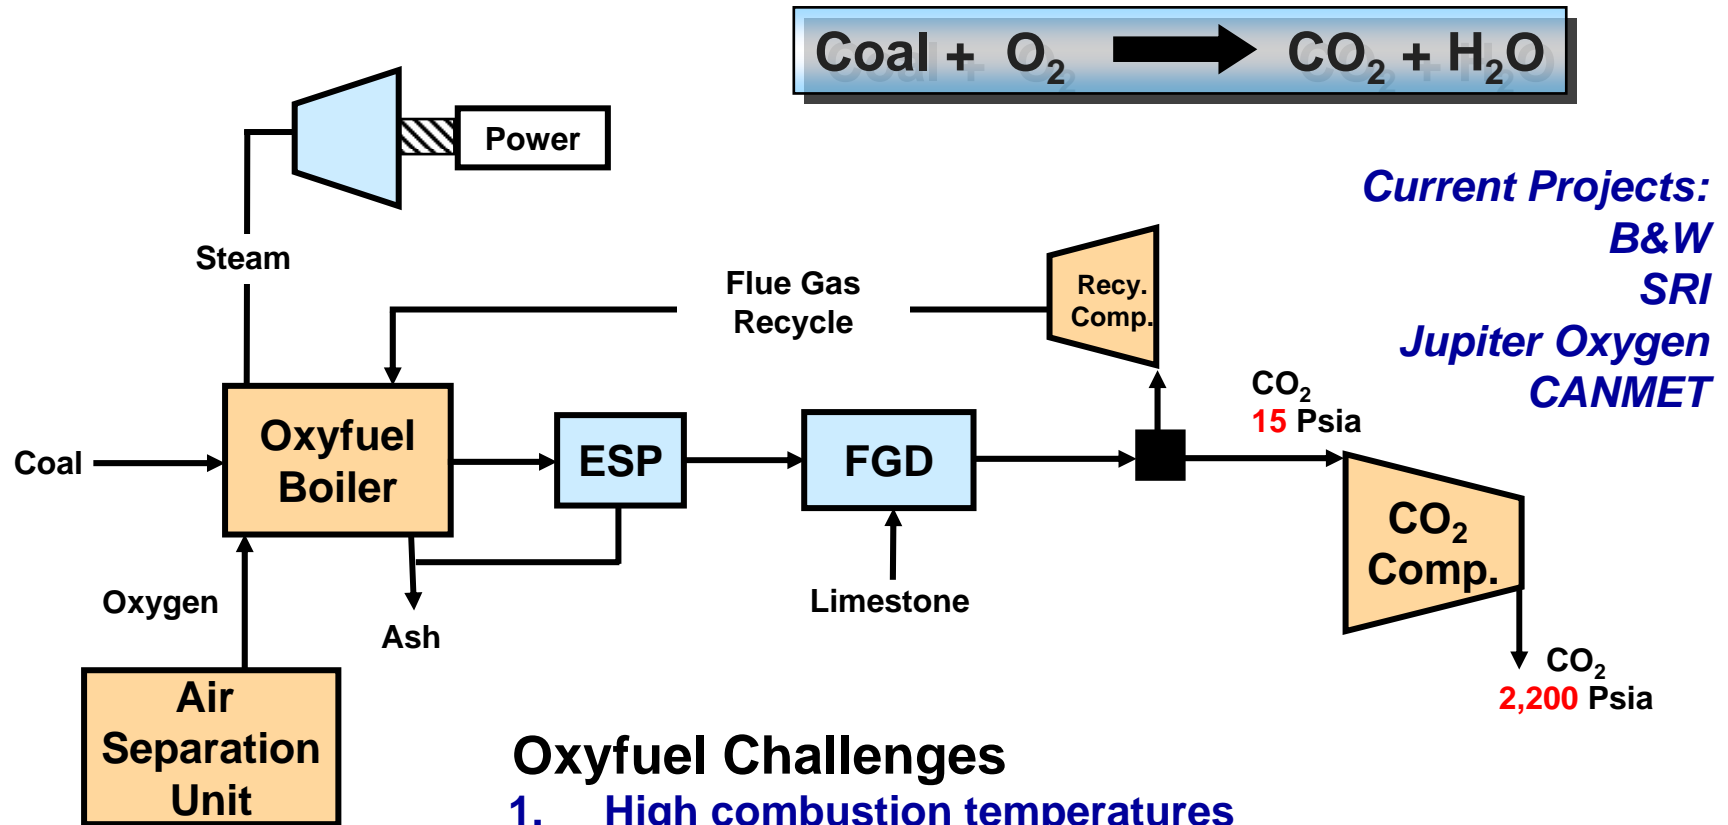 Coal + O₂ → CO₂ + H₂O
Power
Current Projects:
B&W
SRI
Jupiter Oxygen
CANMET
Steam
Flue Gas
Recycle
Recy.
Comp.
CO₂
15 Psia
Coal
Oxyfuel
Boiler
ESP
FGD
CO₂
Comp.
Oxygen
Ash
Limestone
CO₂
2,200 Psia
Air
Separation
Unit
Oxyfuel Challenges
1. High combustion temperatures